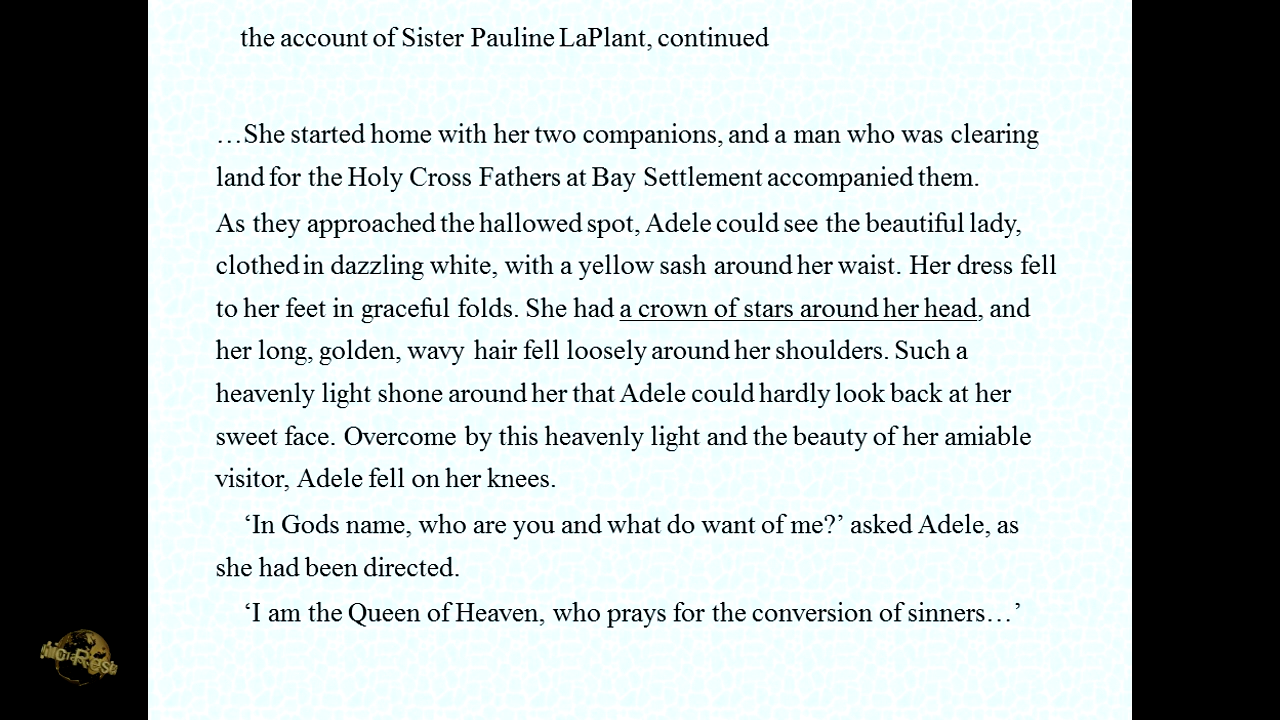 the account of Sister Pauline LaPlant, continued
…She started home with her two companions, and a man who was clearing
land for the Holy Cross Fathers at Bay Settlement accompanied them.
As they approached the hallowed spot, Adele could see the beautiful lady,
clothed in dazzling white, with a yellow sash around her waist. Her dress fell
to her feet in graceful folds. She had a crown of stars around her head, and
her long, golden, wavy hair fell loosely around her shoulders. Such a
heavenly light shone around her that Adele could hardly look back at her
sweet face. Overcome by this heavenly light and the beauty of her amiable
visitor, Adele fell on her knees.
‘In Gods name, who are you and what do want of me?’ asked Adele, as
she had been directed.
‘I am the Queen of Heaven, who prays for the conversion of sinners…’